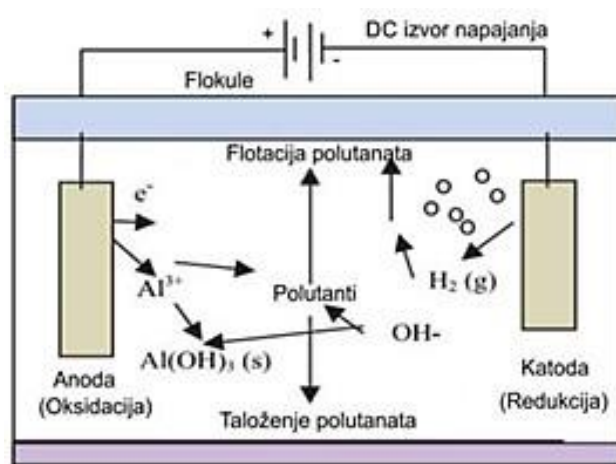 +
DC izvor napajanja
-
Flokule
Flotacija polutanata
e-
Al3+
Polutanti
H2 (g)
OH-
Al(OH)3 (s)
Anoda
(Oksidacija)
Katoda
(Redukcija)
Taloženje polutanata